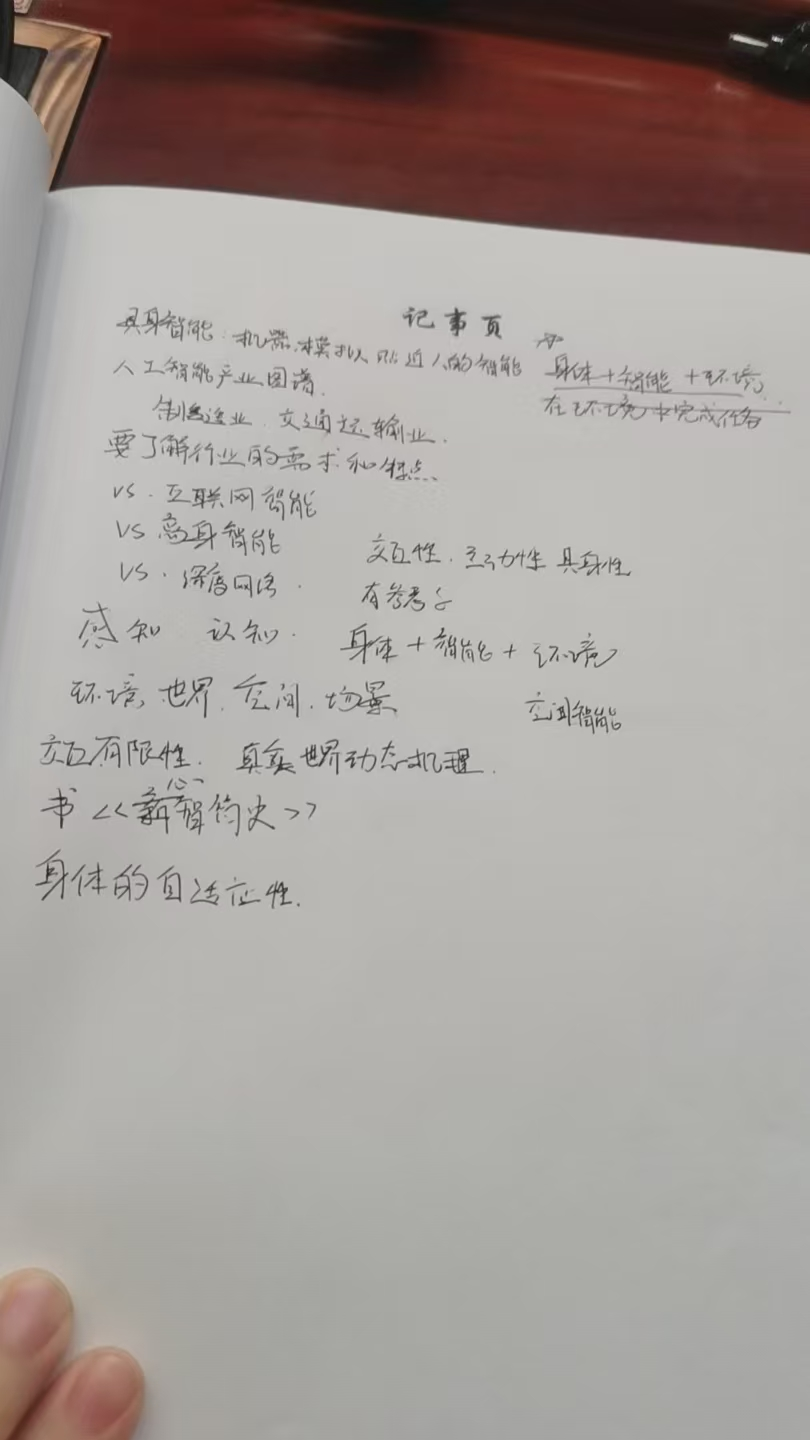 记事页
具身智能：机器模拟贴近人的智能
身体+智能+环境
在环境中完成任务
人工智能产业图谱.
制造业 交通运输业.
要了解行业的需求和特点.
VS. 互联网智能
VS. 离身智能
交互性. 主动性 具身性
VS. 深度网络.
有参考
感知 认知.
身体+智能+环境
环境, 世界, 空间, 场景
空间智能
交互有限性. 真实世界动态机理.
书<<智简史>>
身体的自适应性.